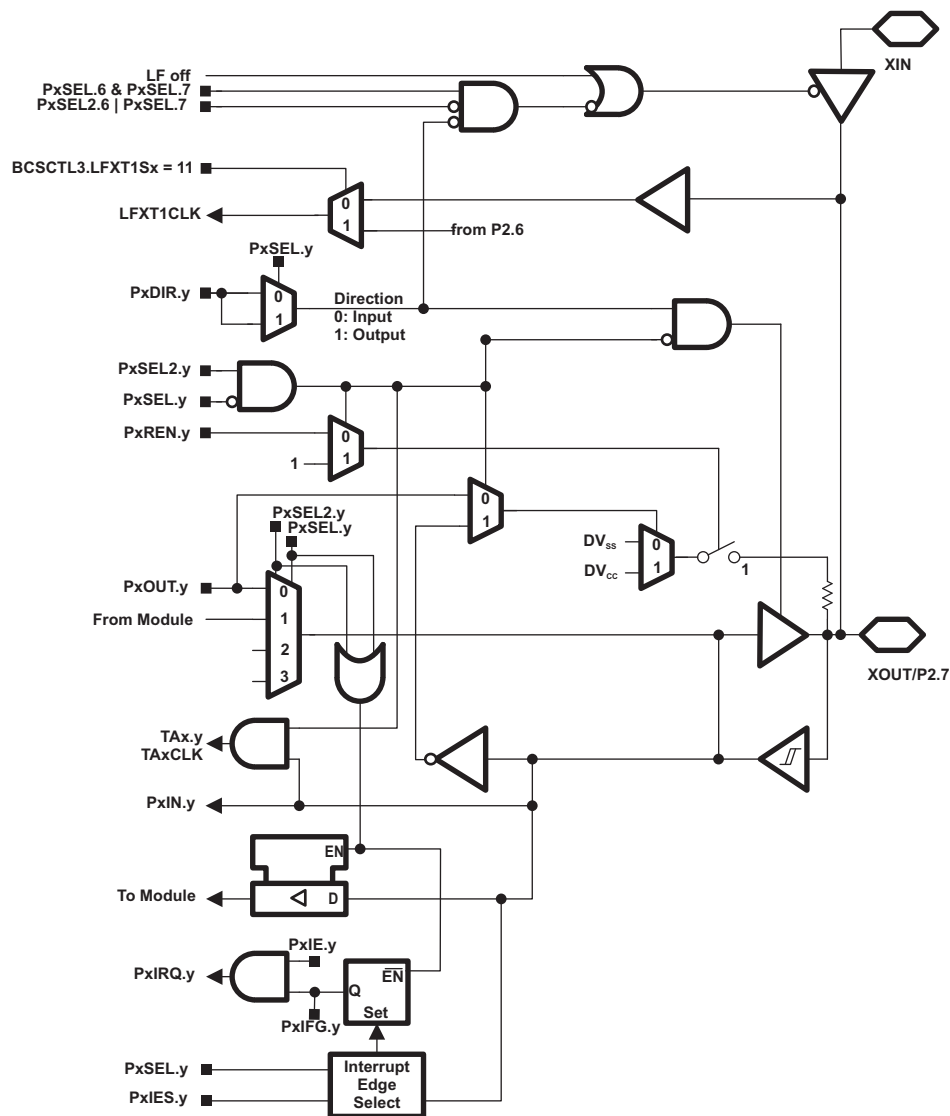 XIN
LF off
PxSEL.6 & PxSEL.7
PxSEL2.6 | PxSEL.7
BCSCTL3.LFXT1Sx = 11
0
LFXT1CLK
1
from P2.6
PxSEL.y
PxDIR.y
0
1
Direction
0: Input
1: Output
PxSEL2.y
PxSEL.y
PxREN.y
0
1
1
0
1
PxSEL2.y
PxSEL.y
DVss
0
DVcc
1
1
PxOUT.y
0
From Module
1
2
3
XOUT/P2.7
TAx.y
TAxCLK
PxIN.y
EN
To Module
D
PxIE.y
PxIRQ.y
EN
Q
Set
PxIFG.y
PxSEL.y
PxIES.y
Interrupt
Edge
Select